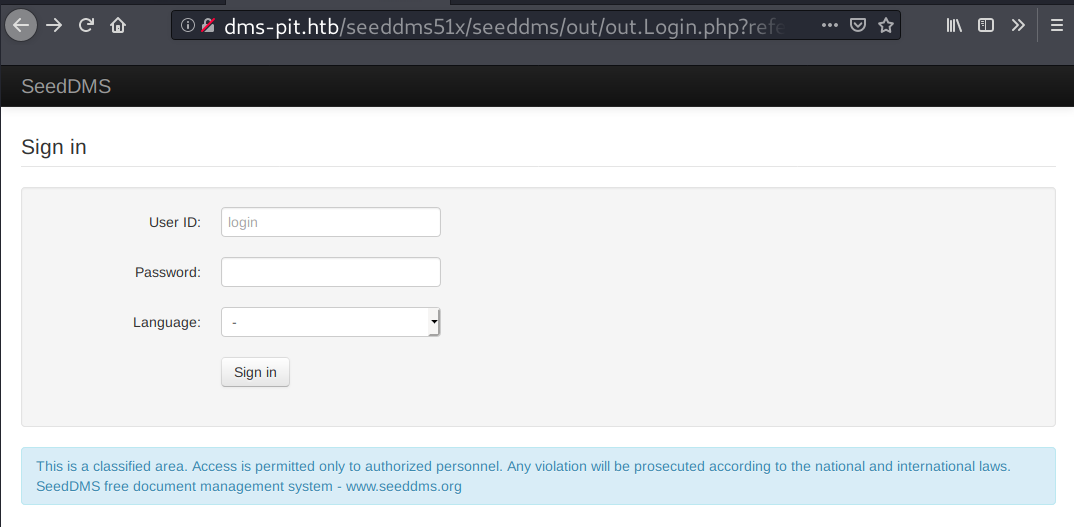 dms-pit.htb/seeddms51x/seeddms/out/out.Login.php?refe
SeedDMS
Sign in
User ID: login
Password:
Language: -
Sign in
This is a classified area. Access is permitted only to authorized personnel. Any violation will be prosecuted according to the national and international laws.
SeedDMS free document management system - www.seeddms.org